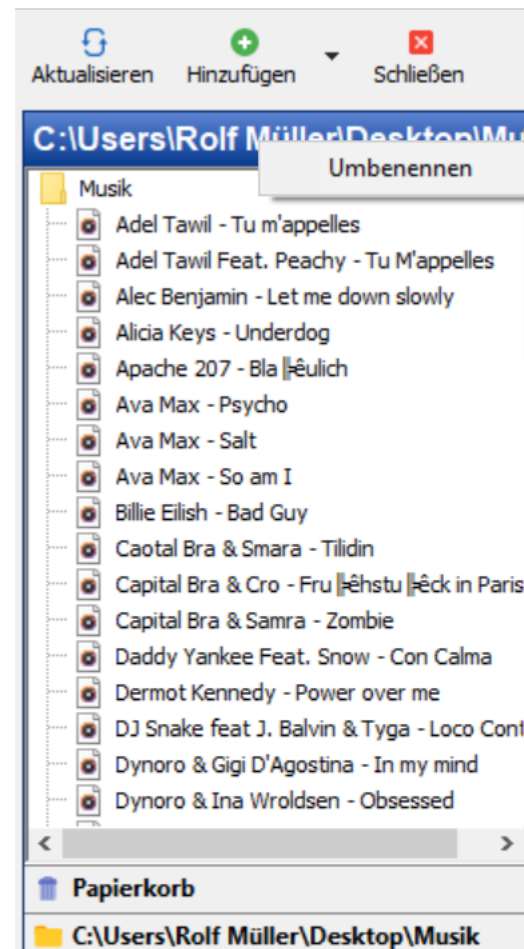 Aktualisieren Hinzufügen Schließen
C:\Users\Rolf Müller\Desktop\Mu
Umbenennen
Musik
Adel Tawil - Tu m'appelles
Adel Tawil Feat. Peachy - Tu M'appelles
Alec Benjamin - Let me down slowly
Alicia Keys - Underdog
Apache 207 - Bla╠êulich
Ava Max - Psycho
Ava Max - Salt
Ava Max - So am I
Billie Eilish - Bad Guy
Caotal Bra & Smara - Tilidin
Capital Bra & Cro - Fru╠êhstu╠êck in Paris
Capital Bra & Samra - Zombie
Daddy Yankee Feat. Snow - Con Calma
Dermot Kennedy - Power over me
DJ Snake feat J. Balvin & Tyga - Loco Cont
Dynoro & Gigi D'Agostina - In my mind
Dynoro & Ina Wroldsen - Obsessed
Papierkorb
C:\Users\Rolf Müller\Desktop\Musik